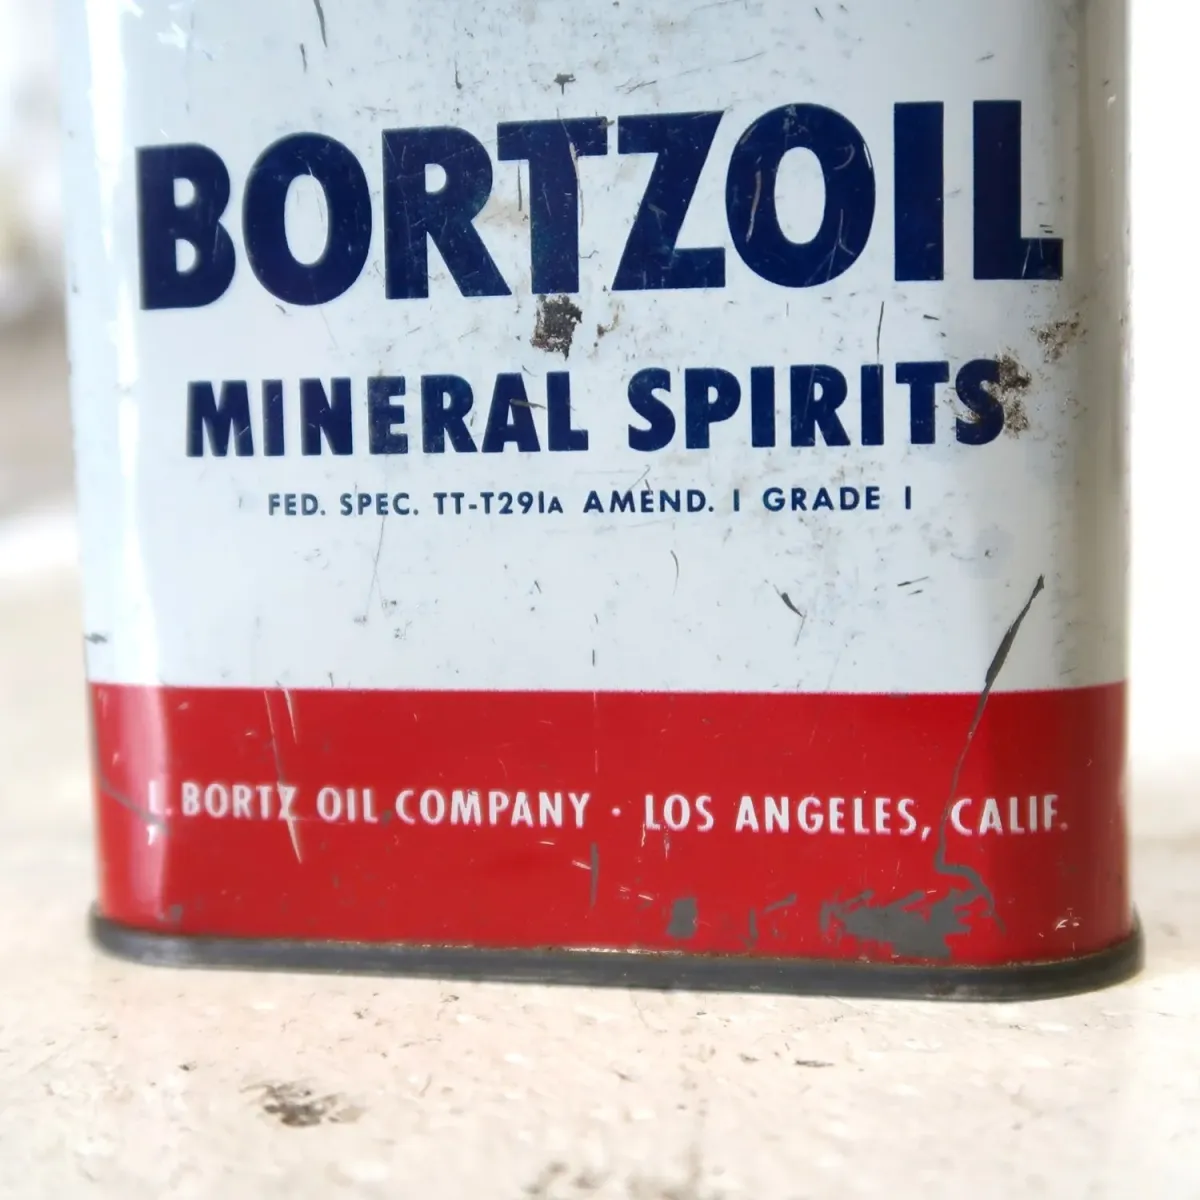 BORTZOIL
MINERAL SPIRITS
FED. SPEC. TT-T291A AMEND. 1 GRADE 1
L. BORTZ OIL COMPANY · LOS ANGELES, CALIF.